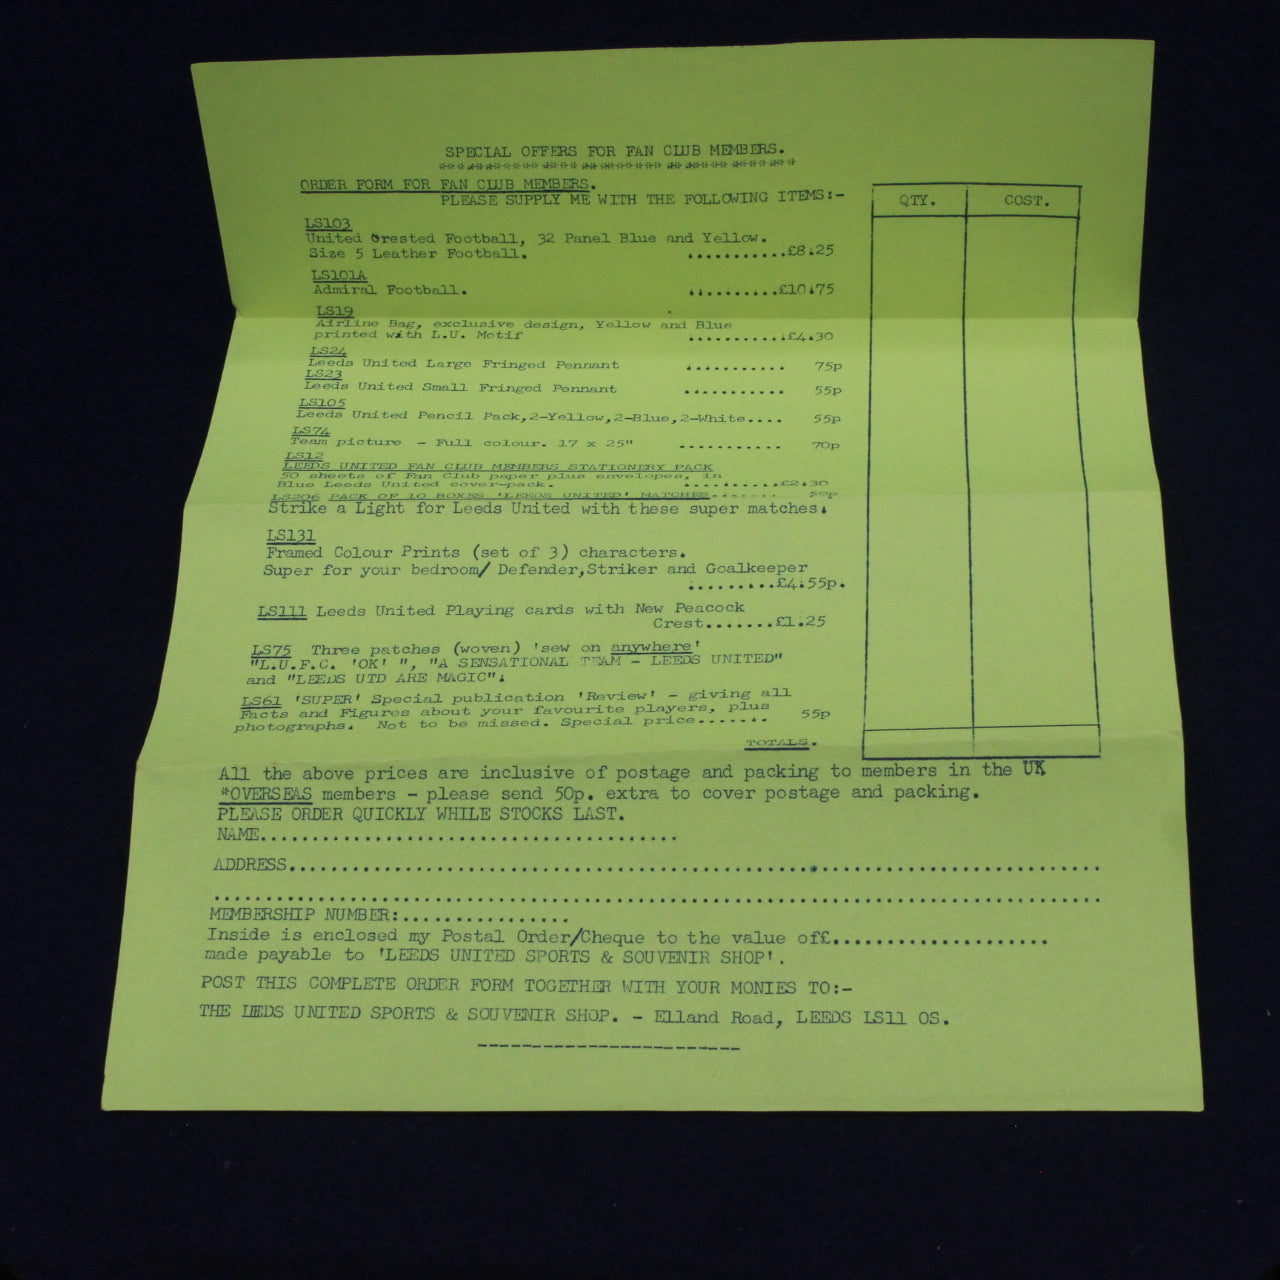 SPECIAL OFFERS FOR FAN CLUB MEMBERS.
ORDER FORM FOR FAN CLUB MEMBERS.
PLEASE SUPPLY ME WITH THE FOLLOWING ITEMS:-
QTY. COST.
LS103
United Crested Football, 32 Panel Blue and Yellow.
Size 5 Leather Football. ...........£8.25
LS101A
Admiral Football. ..........£10.75
LS19
Airline Bag, exclusive design, Yellow and Blue
printed with L.U. Motif ...........£4.30
LS24
Leeds United Large Fringed Pennant ........... 75p
LS23
Leeds United Small Fringed Pennant ........... 55p
LS105
Leeds United Pencil Pack,2-Yellow,2-Blue,2-White.... 55p
LS74
Team picture - Full colour. 17 x 25" ........... 70p
LS12
LEEDS UNITED FAN CLUB MEMBERS STATIONERY PACK
50 sheets of Fan Club paper plus envelopes, in
Blue Leeds United cover-pack. ...........£2.30
LS206 PACK OF 10 BOXES 'LEEDS UNITED' MATCHES.......
Strike a Light for Leeds United with these super matches.
LS131
Framed Colour Prints (set of 3) characters.
Super for your bedroom/ Defender,Striker and Goalkeeper
..........£4.55p.
LS111 Leeds United Playing cards with New Peacock
Crest.......£1.25
LS75 Three patches (woven) 'sew on anywhere'
"L.U.F.C. 'OK' ", "A SENSATIONAL TEAM - LEEDS UNITED"
and "LEEDS UTD ARE MAGIC".
LS61 'SUPER' Special publication 'Review' - giving all
Facts and Figures about your favourite players, plus
photographs. Not to be missed. Special price....... 55p
TOTALS.
All the above prices are inclusive of postage and packing to members in the UK
*OVERSEAS members - please send 50p. extra to cover postage and packing.
PLEASE ORDER QUICKLY WHILE STOCKS LAST.
NAME.......................................
ADDRESS...........................................................................
...................................................................................
MEMBERSHIP NUMBER:................
Inside is enclosed my Postal Order/Cheque to the value of£....................
made payable to 'LEEDS UNITED SPORTS & SOUVENIR SHOP'.
POST THIS COMPLETE ORDER FORM TOGETHER WITH YOUR MONIES TO:-
THE LEEDS UNITED SPORTS & SOUVENIR SHOP. - Elland Road, LEEDS LS11 OS.